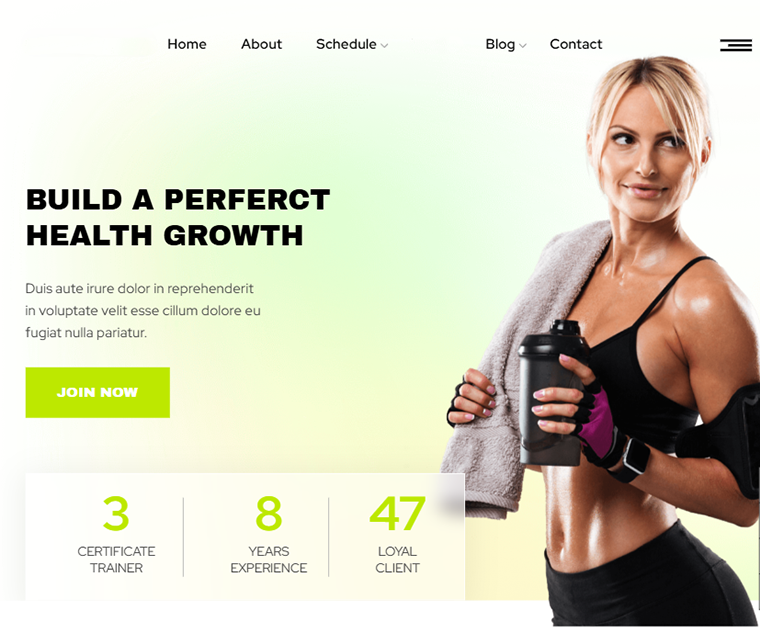 Home About Schedule Blog Contact
BUILD A PERFERCT
HEALTH GROWTH
Duis aute irure dolor in reprehenderit
in voluptate velit esse cillum dolore eu
fugiat nulla pariatur.
JOIN NOW
3 8 47
CERTIFICATE YEARS LOYAL
TRAINER EXPERIENCE CLIENT